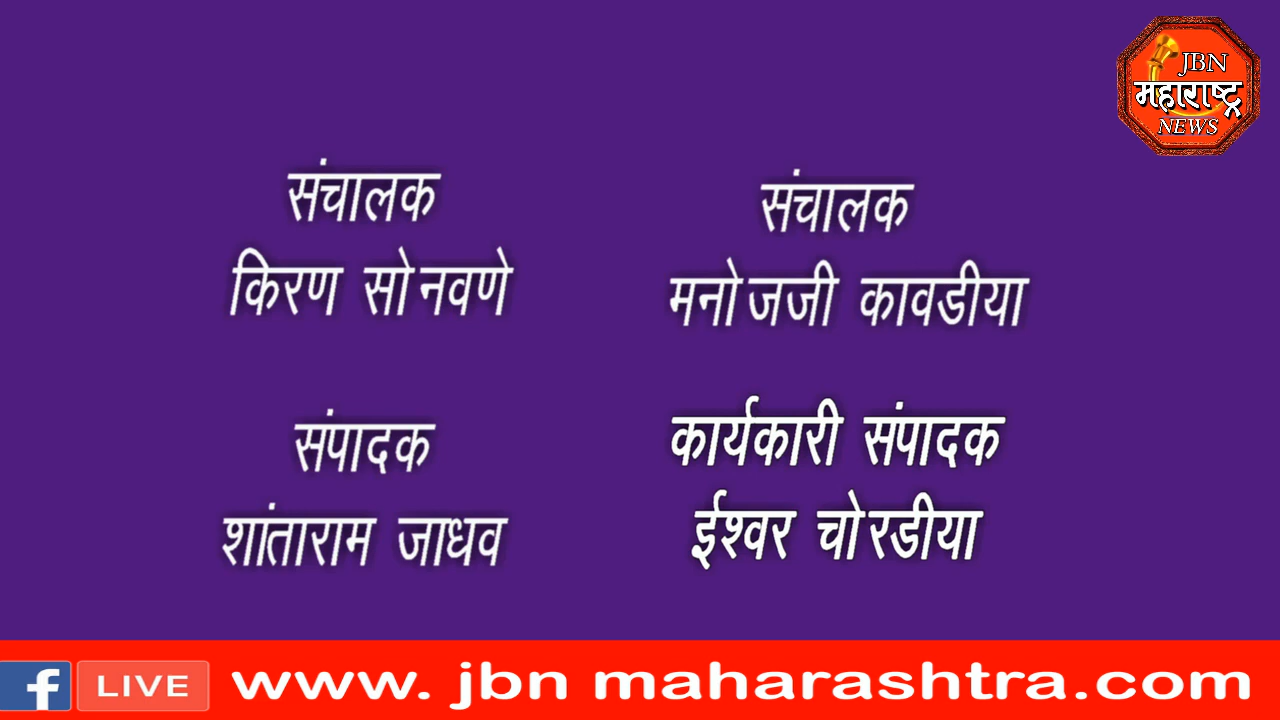 JBN
महाराष्ट्र
NEWS
संचालक
किरण सोनवणे
संचालक
मनोजजी कावडीया
संपादक
शांताराम जाधव
कार्यकारी संपादक
ईश्वर चोरडीया
f LIVE www. jbn maharashtra.com